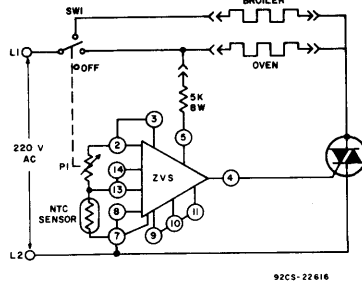 BROILER
SW1
L1
OFF
OVEN
5K
8W
3
5
2
220 V
AC
P1
14
ZVS
4
13
NTC
SENSOR
8
11
10
7
9
L2
92CS-22616